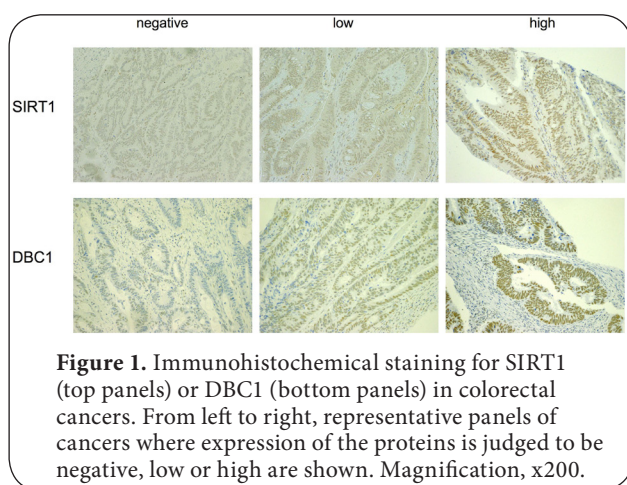 negative low high
SIRT1
DBC1
Figure 1. Immunohistochemical staining for SIRT1
(top panels) or DBC1 (bottom panels) in colorectal
cancers. From left to right, representative panels of
cancers where expression of the proteins is judged to be
negative, low or high are shown. Magnification, x200.